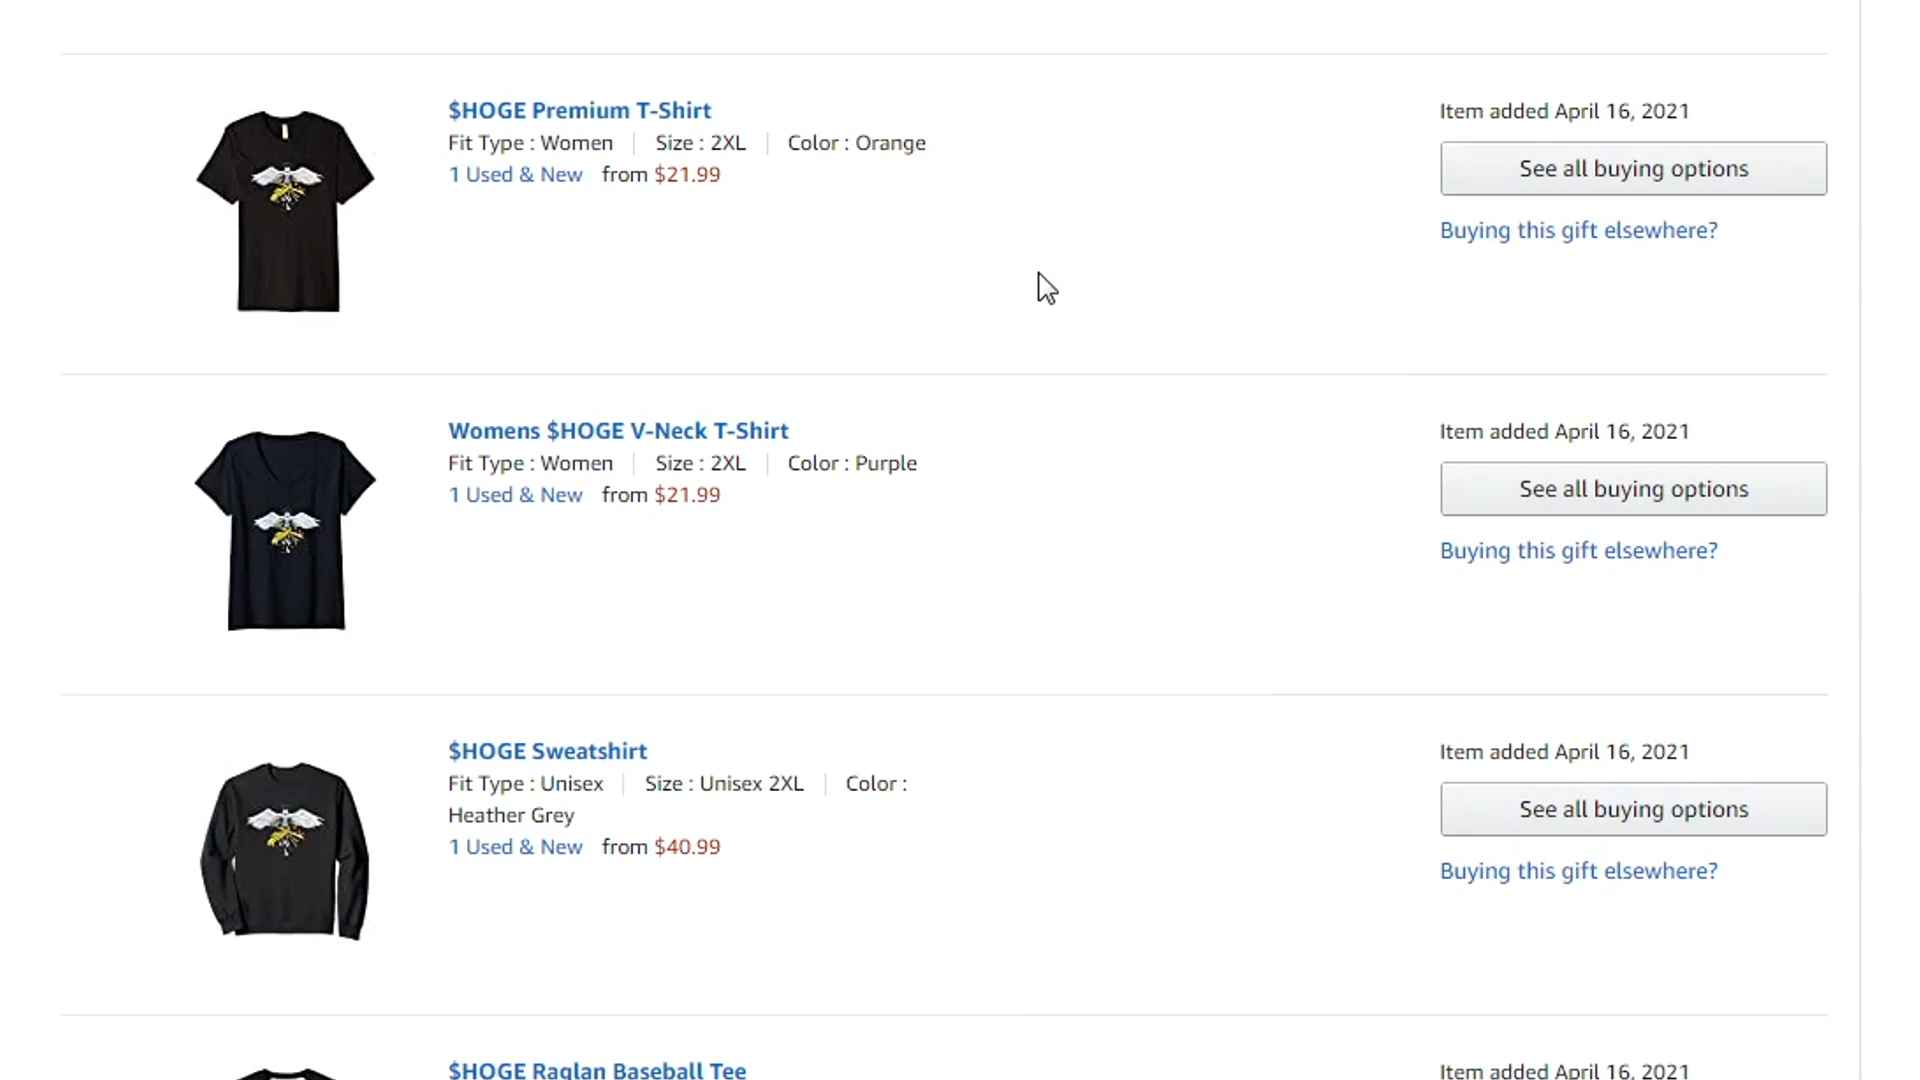 $HOGE Premium T-Shirt
Fit Type : Women | Size : 2XL | Color : Orange
1 Used & New from $21.99
Item added April 16, 2021
See all buying options
Buying this gift elsewhere?
Womens $HOGE V-Neck T-Shirt
Fit Type : Women | Size : 2XL | Color : Purple
1 Used & New from $21.99
Item added April 16, 2021
See all buying options
Buying this gift elsewhere?
$HOGE Sweatshirt
Fit Type : Unisex | Size : Unisex 2XL | Color :
Heather Grey
1 Used & New from $40.99
Item added April 16, 2021
See all buying options
Buying this gift elsewhere?
$HOGE Raglan Baseball Tee
Item added April 16, 2021